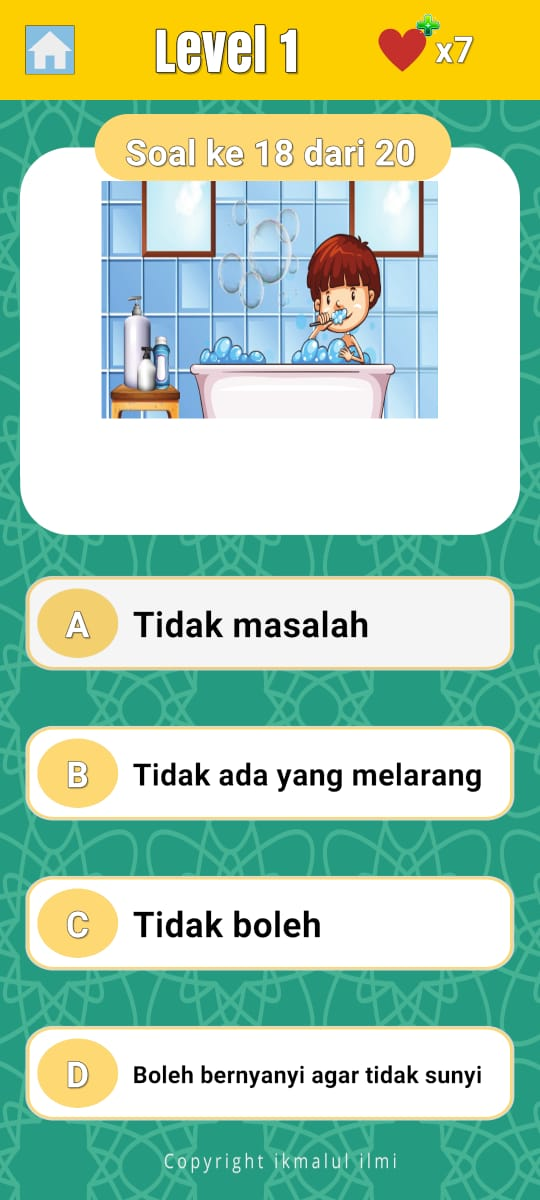 Level 1
x7
Soal ke 18 dari 20
A Tidak masalah
B Tidak ada yang melarang
C Tidak boleh
D Boleh bernyanyi agar tidak sunyi
Copyright ikmalul ilmi